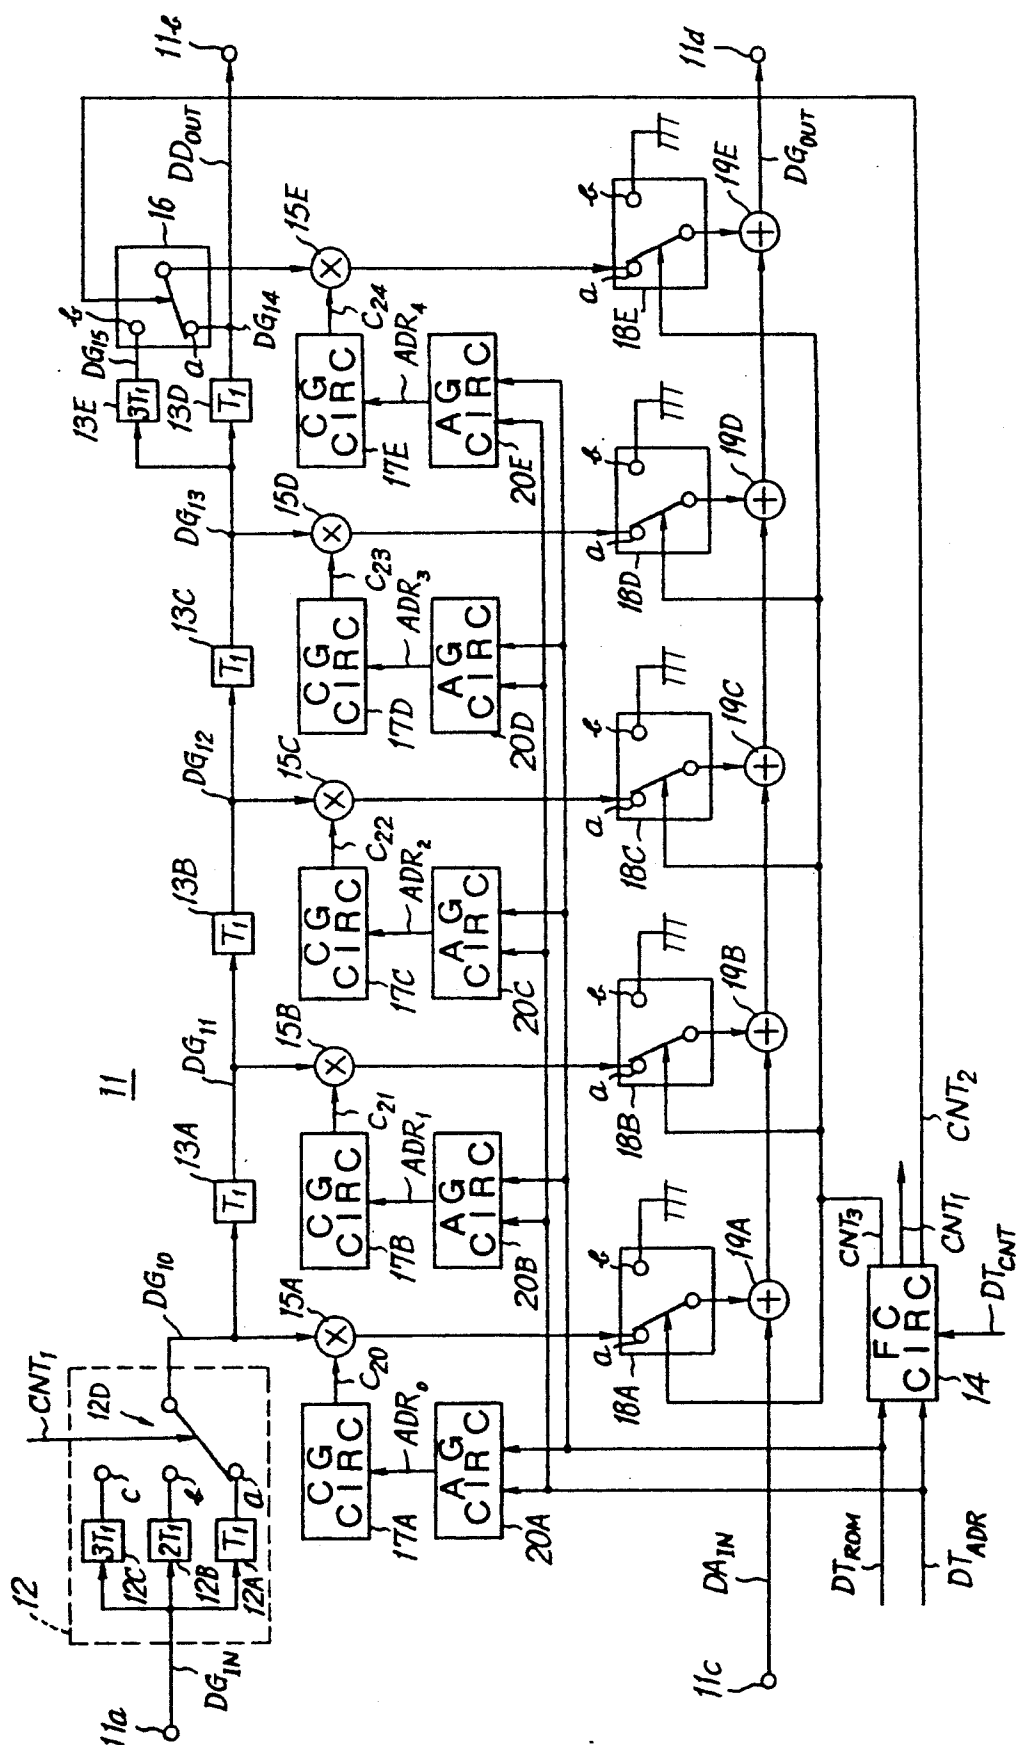 11
12
CNT₁
12D
DG₁₀
13A
DG₁₁
13B
DG₁₂
13C
DG₁₃
13E
DG₁₅
b
16
DD_OUT
11b
11a
DG_IN
3T₁
12C
c
2T₁
12B
b
T₁
12A
a
T₁
T₁
T₁
3T₁
13D
T₁
a
DG₁₄
15A
15B
15C
15D
15E
C₂₀
C₂₁
C₂₂
C₂₃
C₂₄
CG
CIRC
17A
CG
CIRC
17B
CG
CIRC
17C
CG
CIRC
17D
CG
CIRC
17E
ADR₀
ADR₁
ADR₂
ADR₃
ADR₄
AG
CIRC
20A
AG
CIRC
20B
AG
CIRC
20C
AG
CIRC
20D
AG
CIRC
20E
a
b
18A
a
b
18B
a
b
18C
a
b
18D
a
b
18E
19A
19B
19C
19D
19E
11c
DA_IN
DG_OUT
11d
DT_ROM
DT_ADR
FC
CIRC
14
DT_CNT
CNT₃
CNT₁
CNT₂